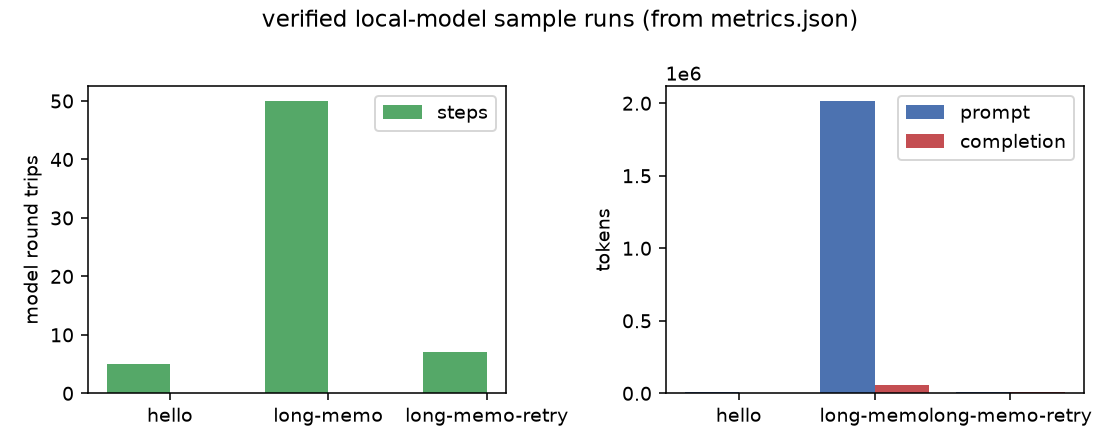 verified local-model sample runs (from metrics.json)
model round trips
50
40
30
20
10
0
steps
hello
long-memo
long-memo-retry
1e6
tokens
2.0
1.5
1.0
0.5
0.0
prompt
completion
hello
long-memo
long-memo-retry